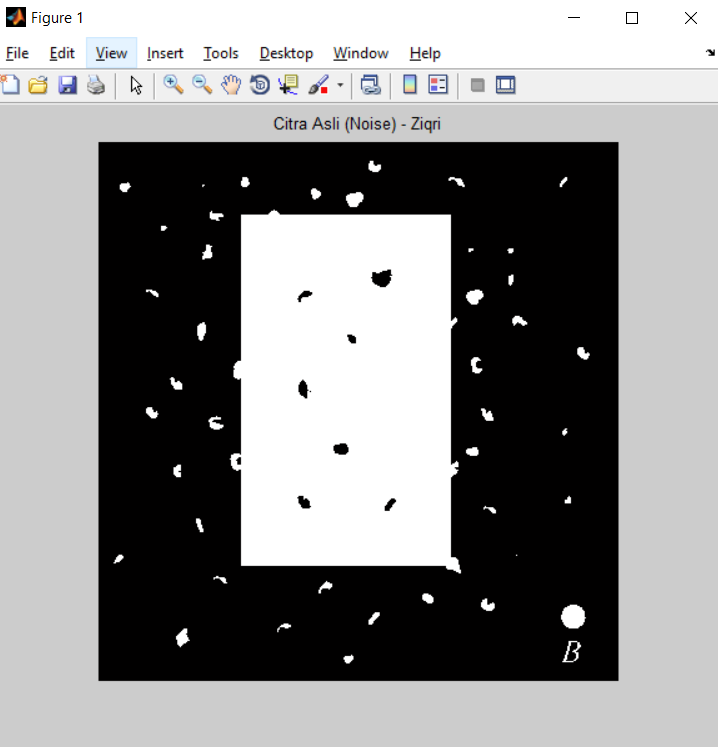 Figure 1
File Edit View Insert Tools Desktop Window Help
Citra Asli (Noise) - Ziqri
B